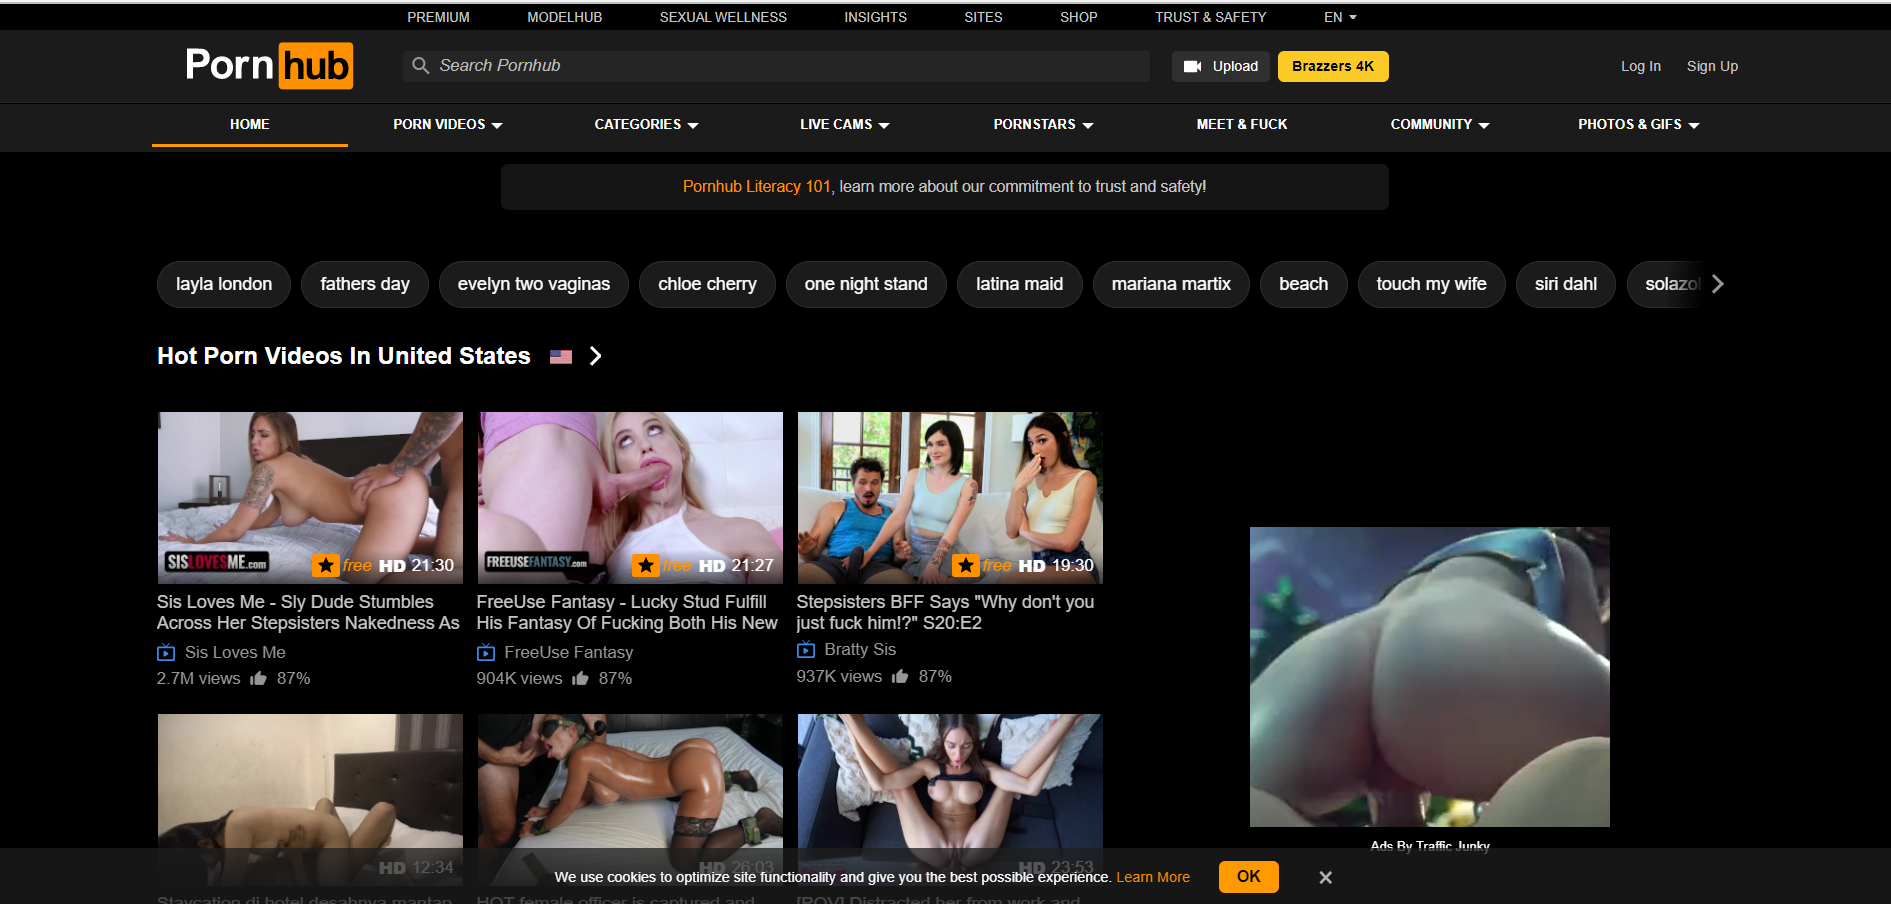 PREMIUM MODELHUB SEXUAL WELLNESS INSIGHTS SITES SHOP TRUST & SAFETY EN
Pornhub Search Pornhub Upload Brazzers 4K Log In Sign Up
HOME PORN VIDEOS CATEGORIES LIVE CAMS PORNSTARS MEET & FUCK COMMUNITY PHOTOS & GIFS
Pornhub Literacy 101, learn more about our commitment to trust and safety!
layla london fathers day evelyn two vaginas chloe cherry one night stand latina maid mariana martix beach touch my wife siri dahl solazol
Hot Porn Videos In United States
SISLOVESME.com free HD 21:30
FREEUSEFANTASY.com free HD 21:27
free HD 19:30
Sis Loves Me - Sly Dude Stumbles
Across Her Stepsisters Nakedness As
Sis Loves Me
2.7M views 87%
FreeUse Fantasy - Lucky Stud Fulfill
His Fantasy Of Fucking Both His New
FreeUse Fantasy
904K views 87%
Stepsisters BFF Says "Why don't you
just fuck him!?" S20:E2
Bratty Sis
937K views 87%
Ads By Traffic Junky
HD 12:34
HD 26:03
HD 23:53
We use cookies to optimize site functionality and give you the best possible experience. Learn More OK
Staycation di hotel desahnya mantap
HOT female officer is captured and
[POV] Distracted her from work and